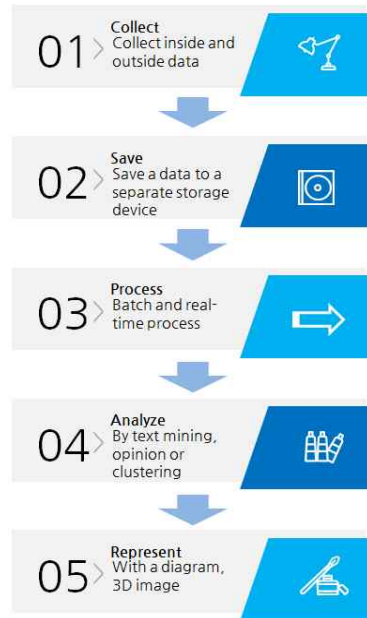 01
Collect
Collect inside and
outside data
02
Save
Save a data to a
separate storage
device
03
Process
Batch and real-
time process
04
Analyze
By text mining,
opinion or
clustering
05
Represent
With a diagram,
3D image